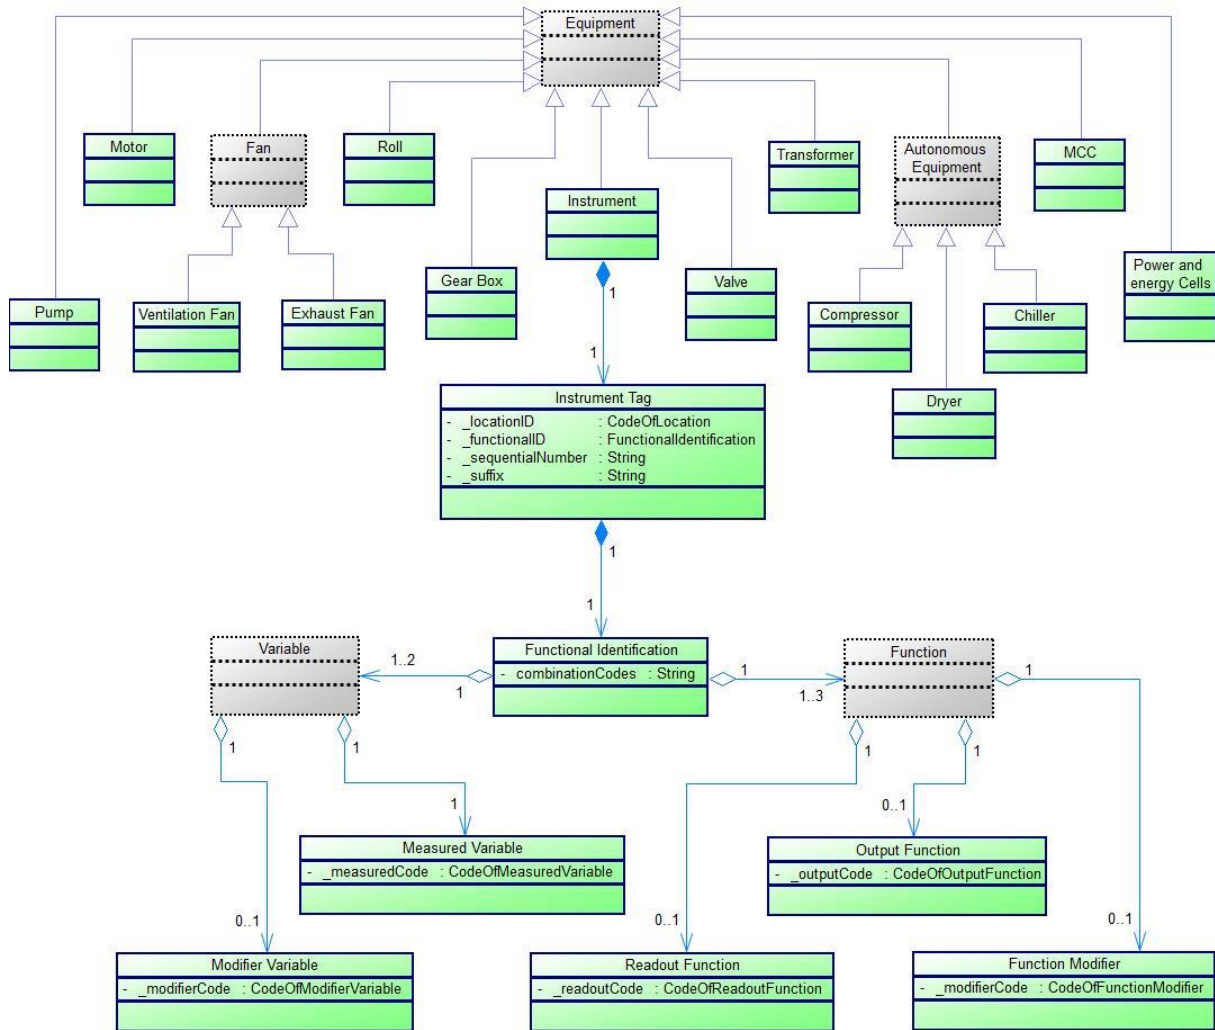 Equipment
Motor
Fan
Roll
Transformer
Autonomous
Equipment
MCC
Instrument
Gear Box
1
Valve
Power and
energy Cells
Pump
Ventilation Fan
Exhaust Fan
Compressor
Chiller
1
Instrument Tag
- _locationID : CodeOfLocation
- _functionalID : FunctionalIdentification
- _sequentialNumber : String
- _suffix : String
Dryer
1
1
Variable
1..2
1
Functional Identification
- combinationCodes : String
1
1..3
Function
1
1
1
1
1
1
0..1
Measured Variable
- _measuredCode : CodeOfMeasuredVariable
Output Function
- _outputCode : CodeOfOutputFunction
0..1
0..1
0..1
Modifier Variable
- _modifierCode : CodeOfModifierVariable
Readout Function
- _readoutCode : CodeOfReadoutFunction
Function Modifier
- _modifierCode : CodeOfFunctionModifier